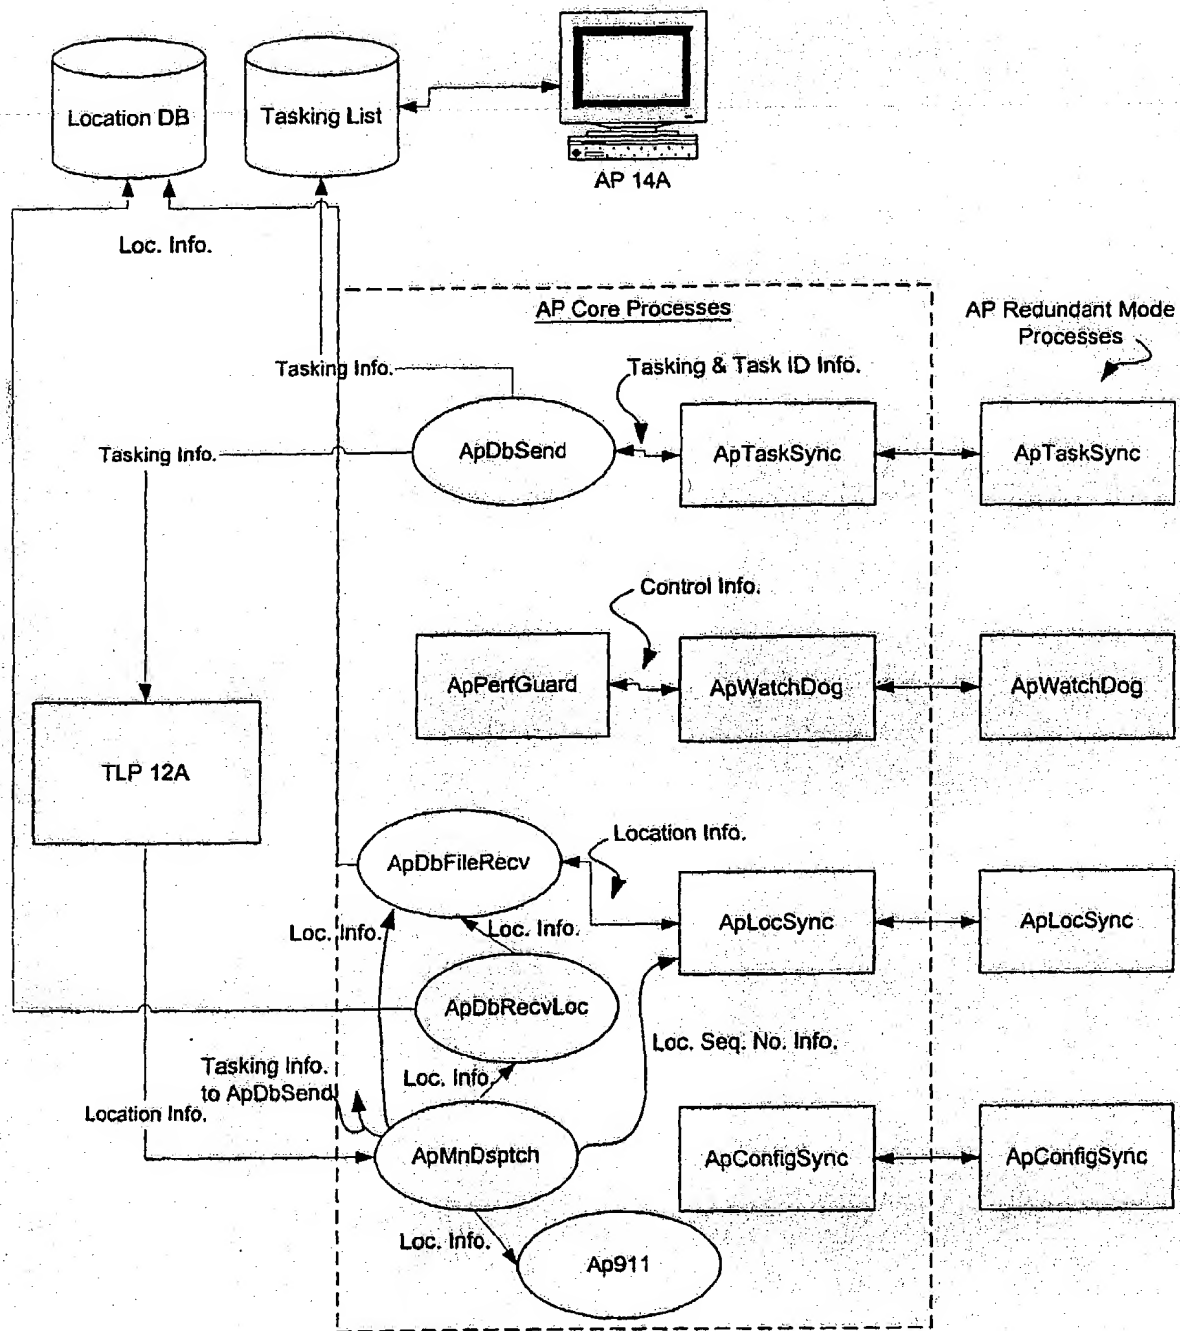 Location DB
Tasking List
AP 14A
Loc. Info.
AP Core Processes
AP Redundant Mode
Processes
Tasking Info.
Tasking & Task ID Info.
Tasking Info.
ApDbSend
ApTaskSync
ApTaskSync
Control Info.
ApPerfGuard
ApWatchDog
ApWatchDog
TLP 12A
Location Info.
ApDbFileRecv
Loc. Info.
Loc. Info.
ApLocSync
ApLocSync
ApDbRecvLoc
Loc. Seq. No. Info.
Tasking Info.
to ApDbSend
Loc. Info.
Location Info.
ApMnDsptch
ApConfigSync
ApConfigSync
Loc. Info.
Ap911